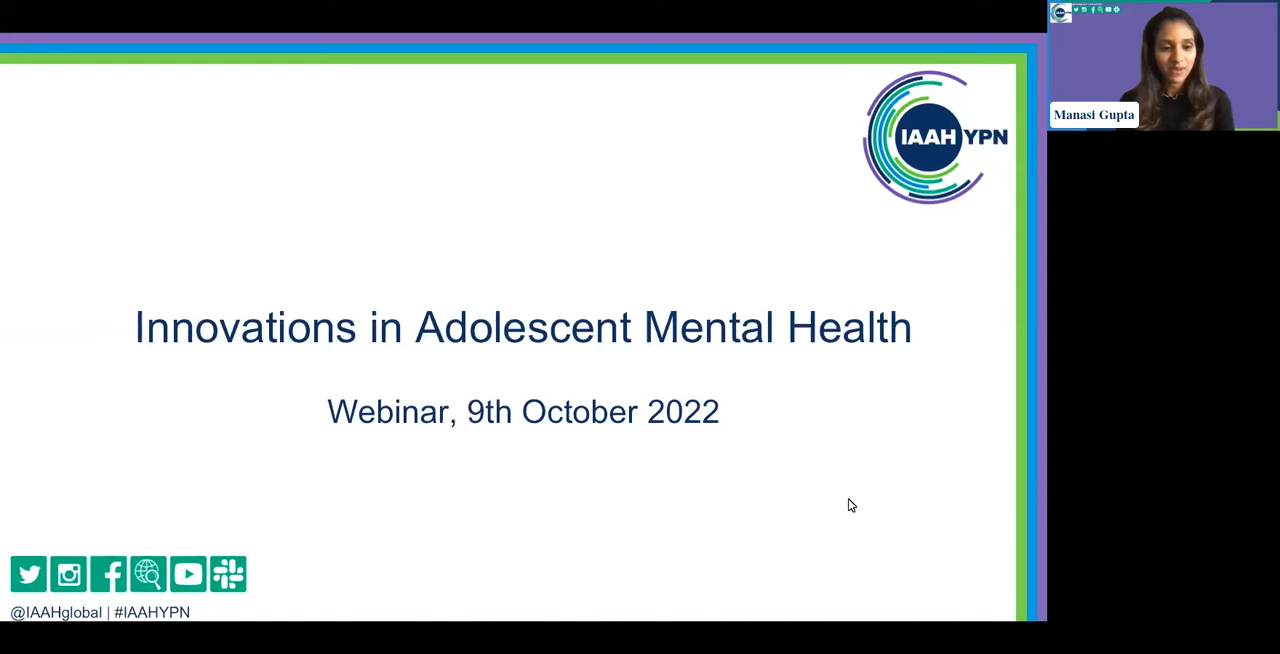 IAAH YPN
Innovations in Adolescent Mental Health
Webinar, 9th October 2022
@IAAHglobal | #IAAHYPN
Manasi Gupta